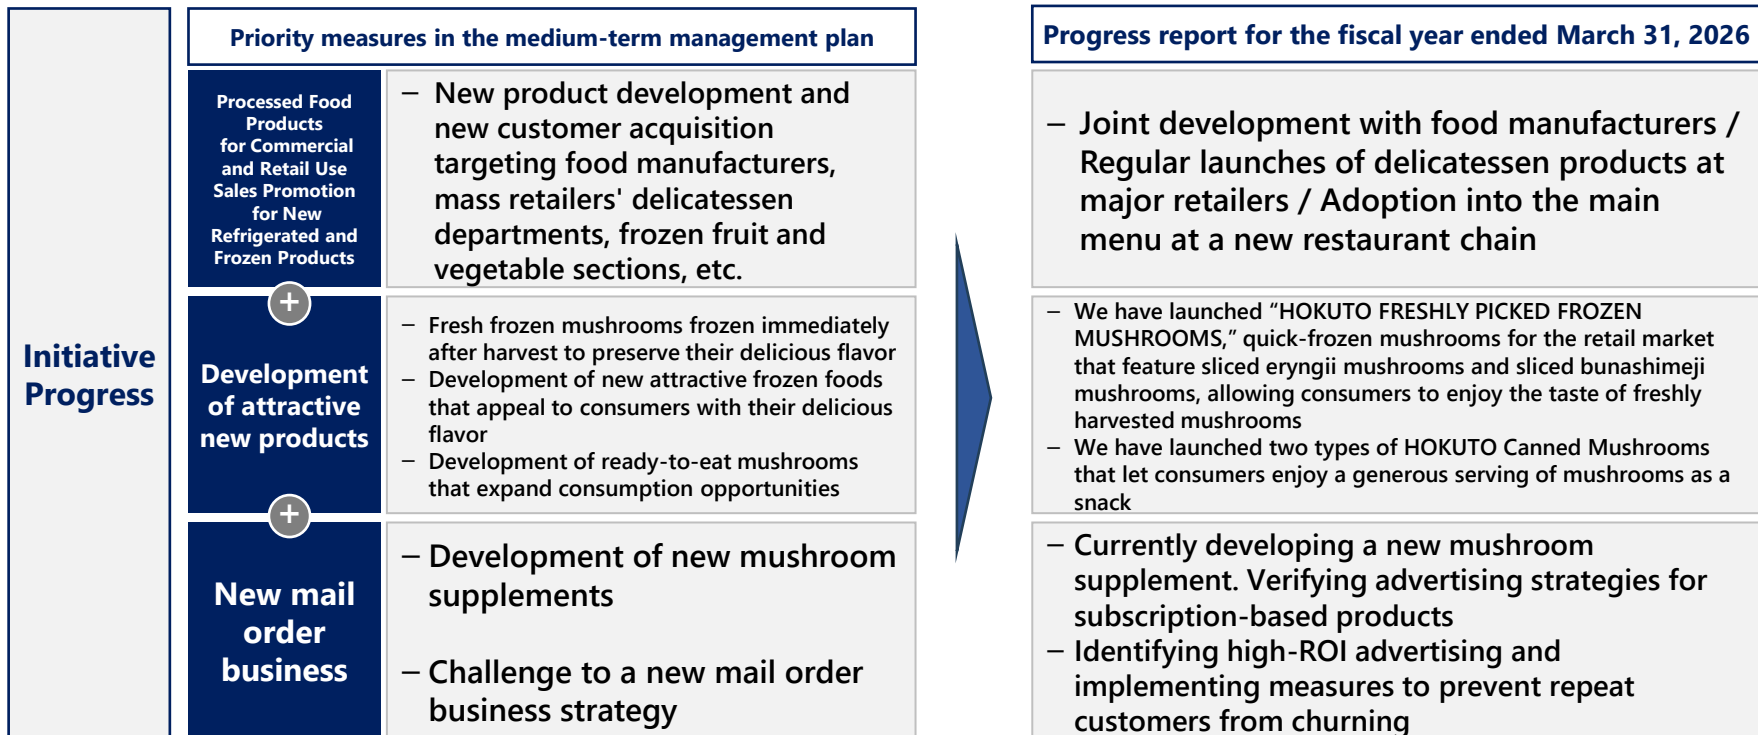 Initiative
Progress
Priority measures in the medium-term management plan
Progress report for the fiscal year ended March 31, 2026
Processed Food
Products
for Commercial
and Retail Use
Sales Promotion
for New
Refrigerated and
Frozen Products
– New product development and
new customer acquisition
targeting food manufacturers,
mass retailers' delicatessen
departments, frozen fruit and
vegetable sections, etc.
– Joint development with food manufacturers /
Regular launches of delicatessen products at
major retailers / Adoption into the main
menu at a new restaurant chain
+
Development
of attractive
new products
– Fresh frozen mushrooms frozen immediately
after harvest to preserve their delicious flavor
– Development of new attractive frozen foods
that appeal to consumers with their delicious
flavor
– Development of ready-to-eat mushrooms
that expand consumption opportunities
– We have launched “HOKUTO FRESHLY PICKED FROZEN
MUSHROOMS,” quick-frozen mushrooms for the retail market
that feature sliced eryngii mushrooms and sliced bunashimeji
mushrooms, allowing consumers to enjoy the taste of freshly
harvested mushrooms
– We have launched two types of HOKUTO Canned Mushrooms
that let consumers enjoy a generous serving of mushrooms as a
snack
+
New mail
order
business
– Development of new mushroom
supplements
– Challenge to a new mail order
business strategy
– Currently developing a new mushroom
supplement. Verifying advertising strategies for
subscription-based products
– Identifying high-ROI advertising and
implementing measures to prevent repeat
customers from churning